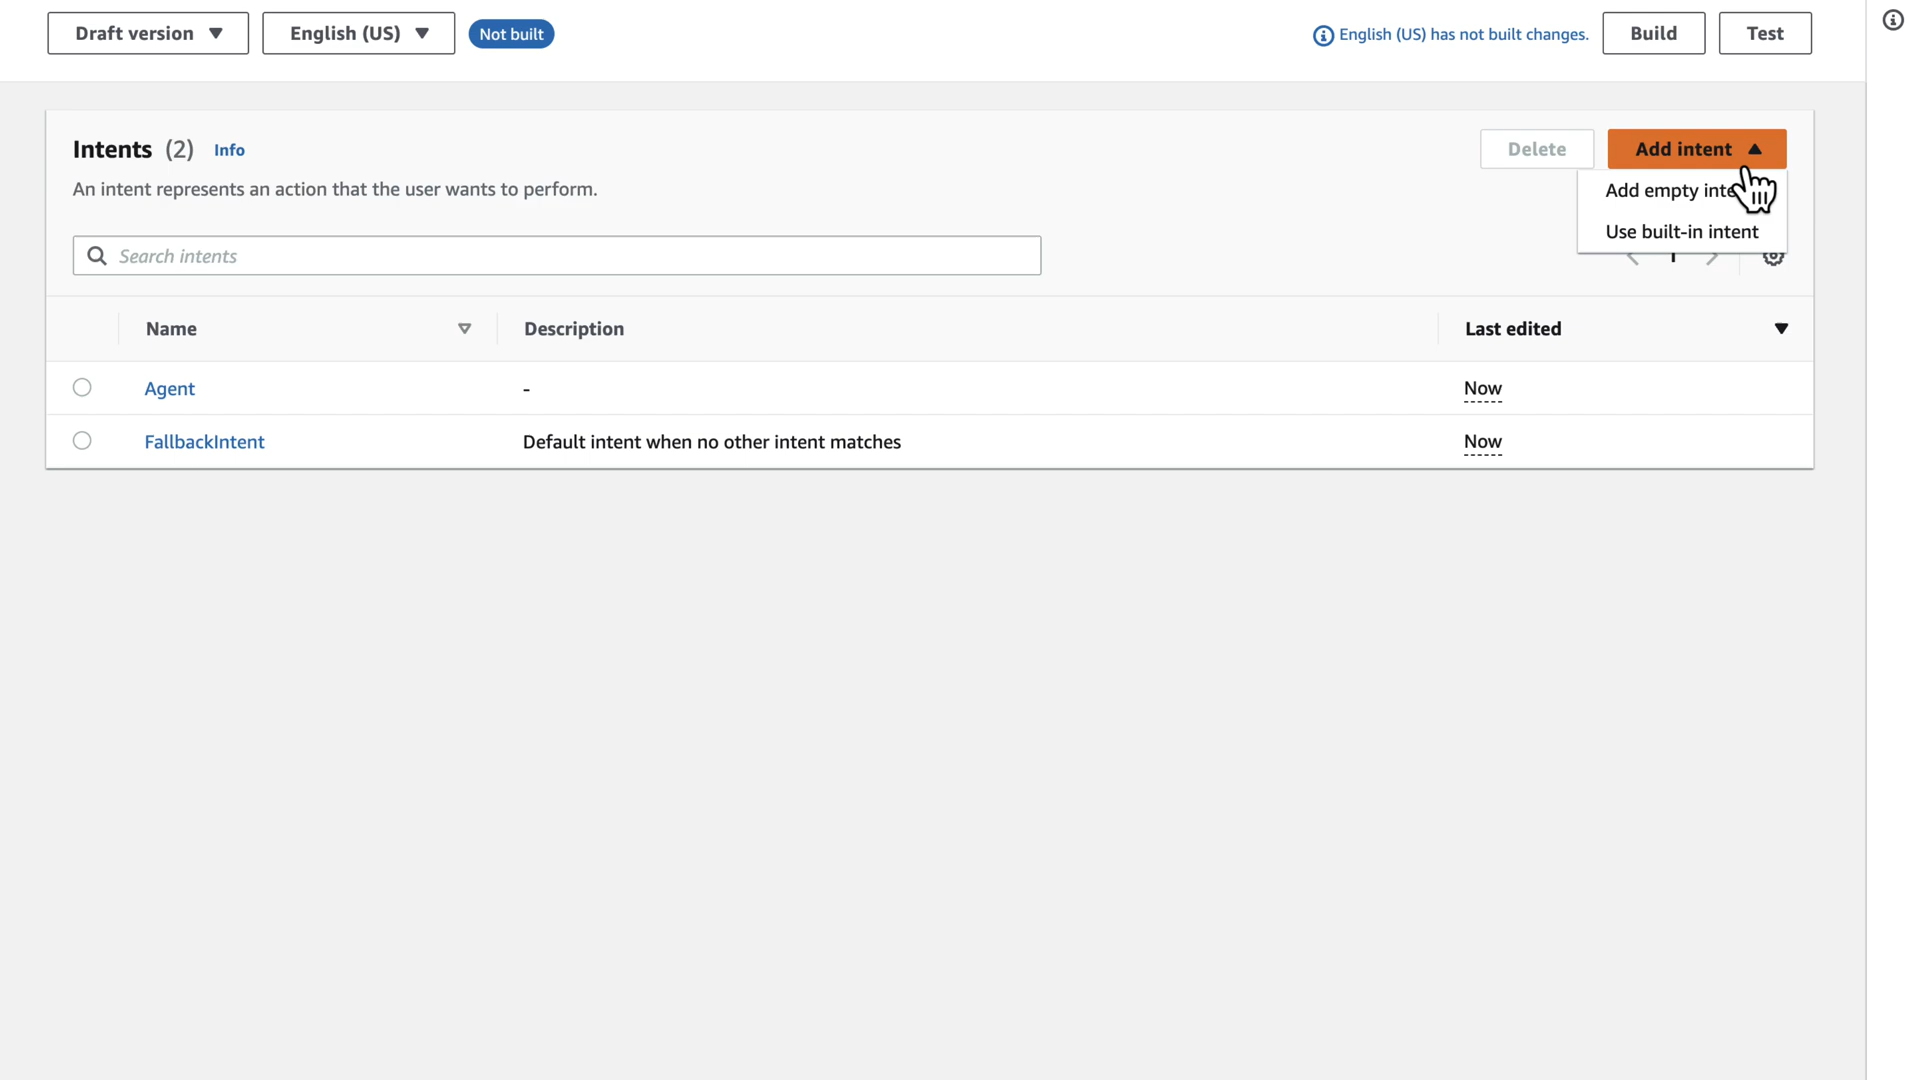 Draft version
English (US)
Not built
English (US) has not built changes.
Build
Test
Intents (2) Info
Delete
Add intent
An intent represents an action that the user wants to perform.
Add empty
Use built-in intent
Search intents
Name
Description
Last edited
Agent
-
Now
FallbackIntent
Default intent when no other intent matches
Now